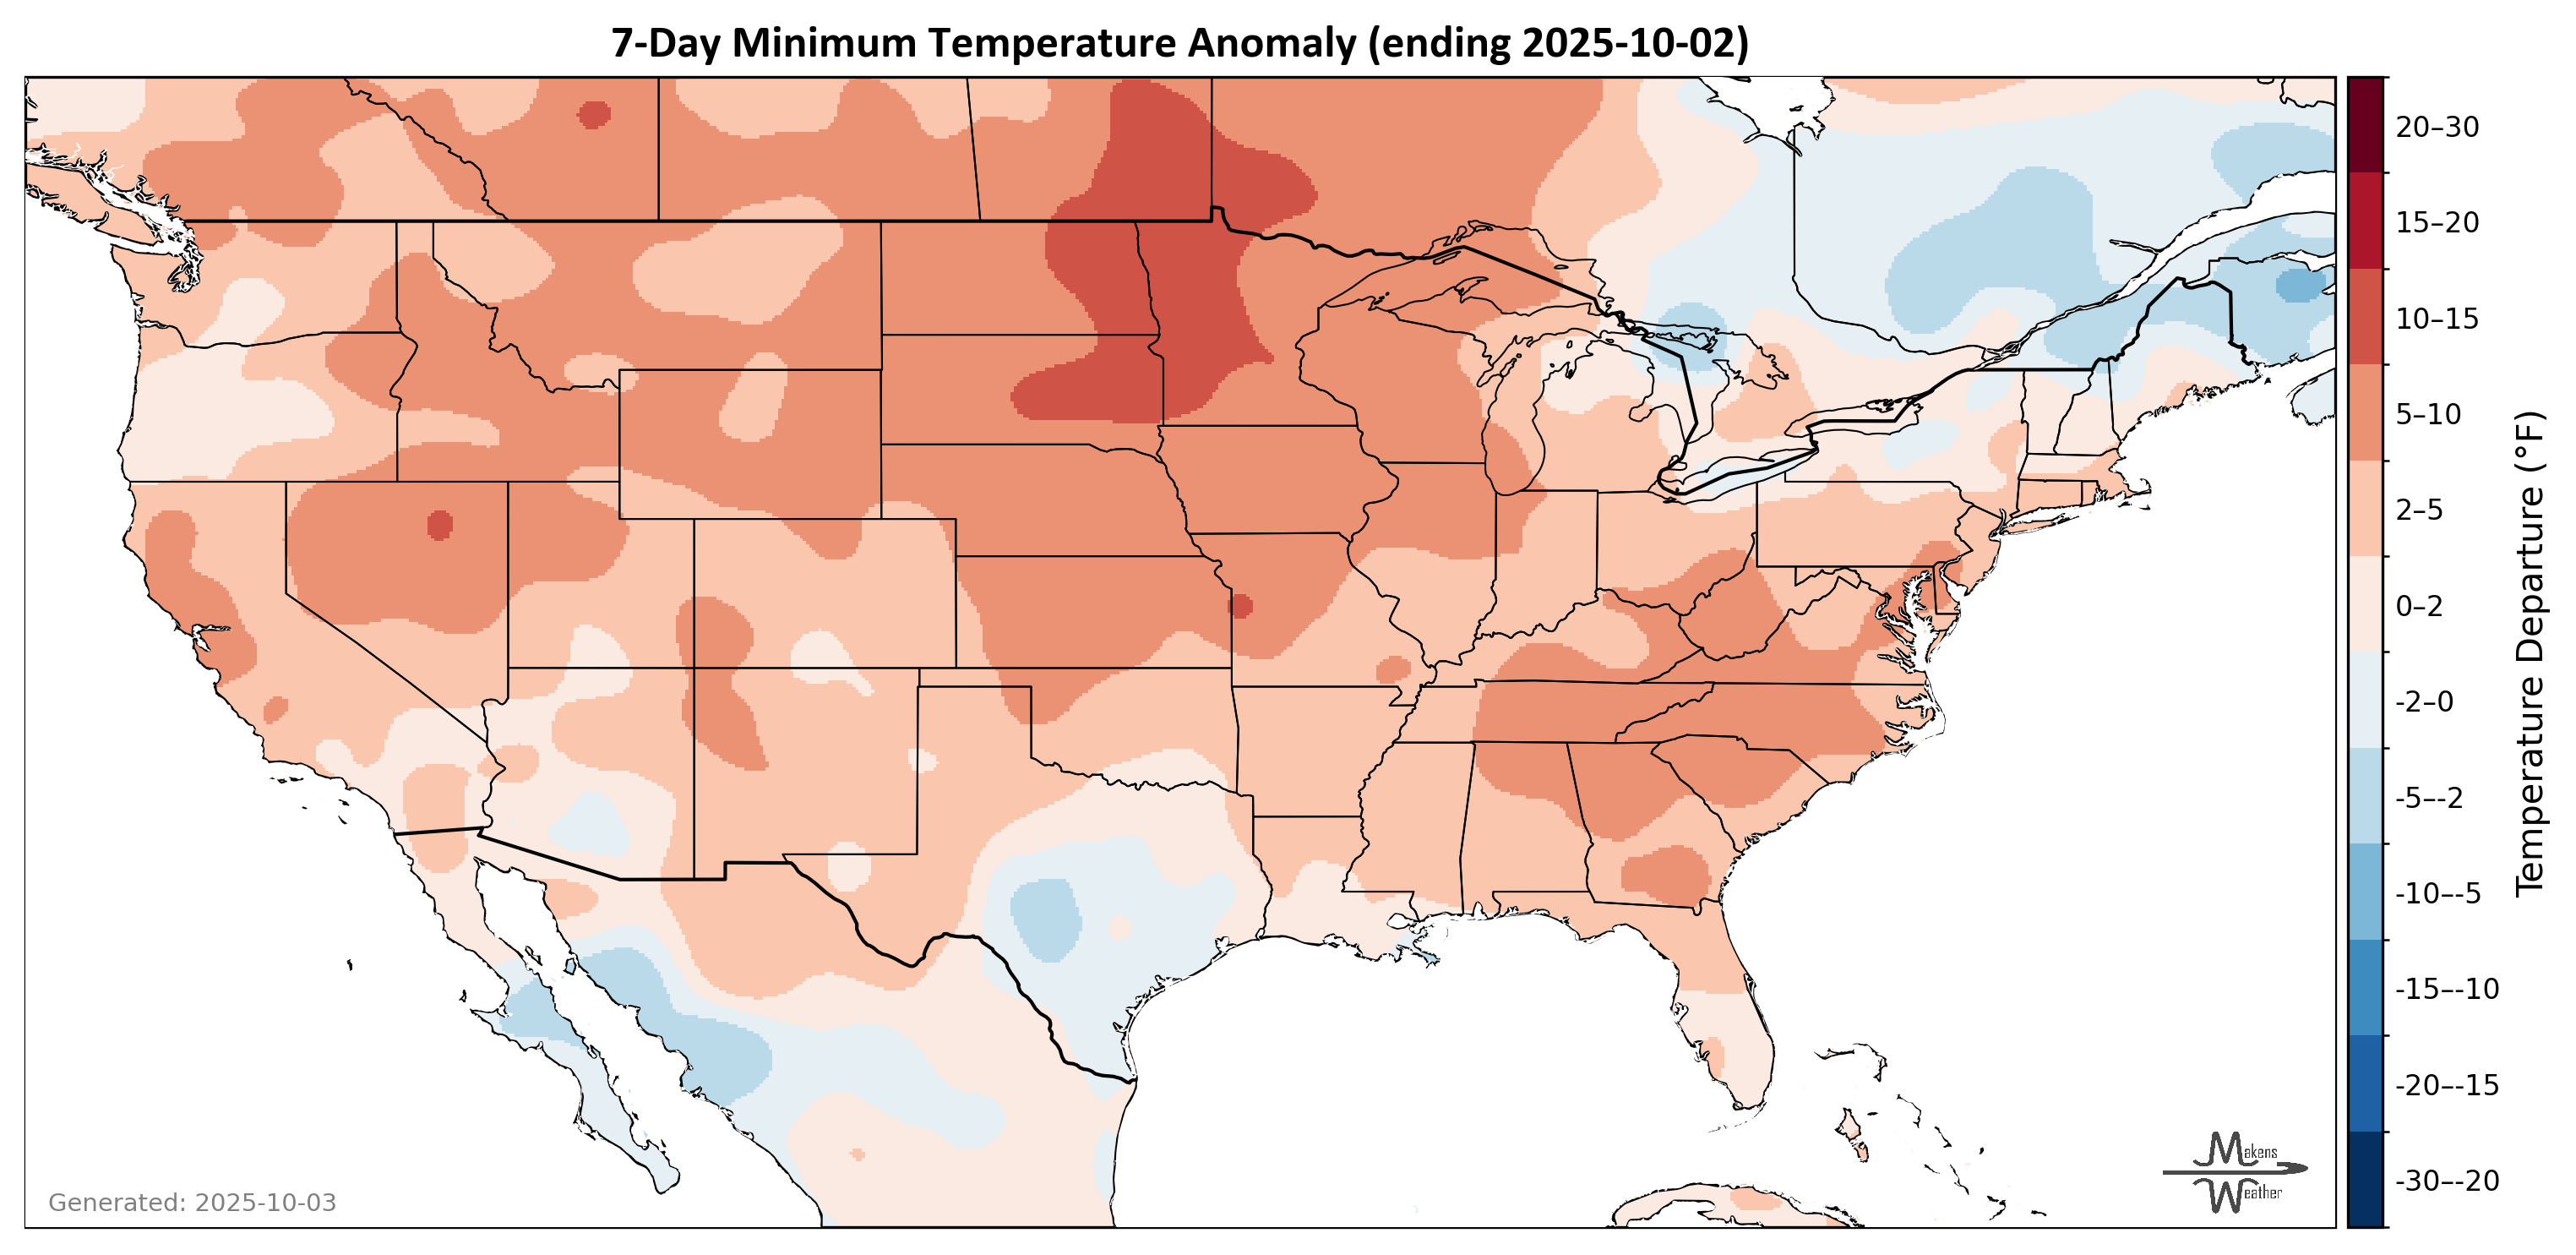 7-Day Minimum Temperature Anomaly (ending 2025-10-02)
20–30
15–20
10–15
5–10
2–5
0–2
-2–0
-5–-2
-10–-5
-15–-10
-20–-15
-30–-20
Temperature Departure (°F)
Makens
Weather
Generated: 2025-10-03